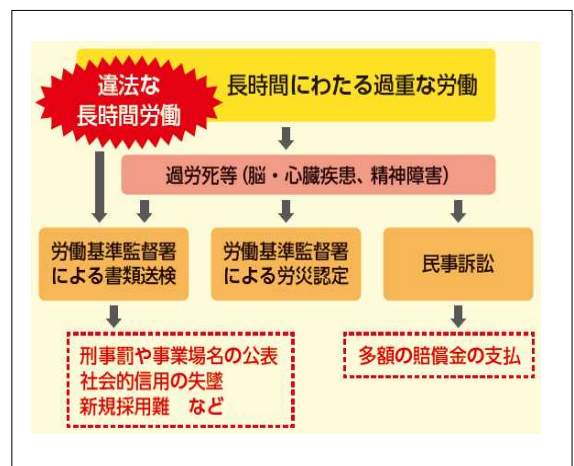 違法な
長時間労働
長時間にわたる過重な労働
過労死等(脳・心臓疾患、精神障害)
労働基準監督署
による書類送検
労働基準監督署
による労災認定
民事訴訟
刑事罰や事業場名の公表
社会的信用の失墜
新規採用難 など
多額の賠償金の支払